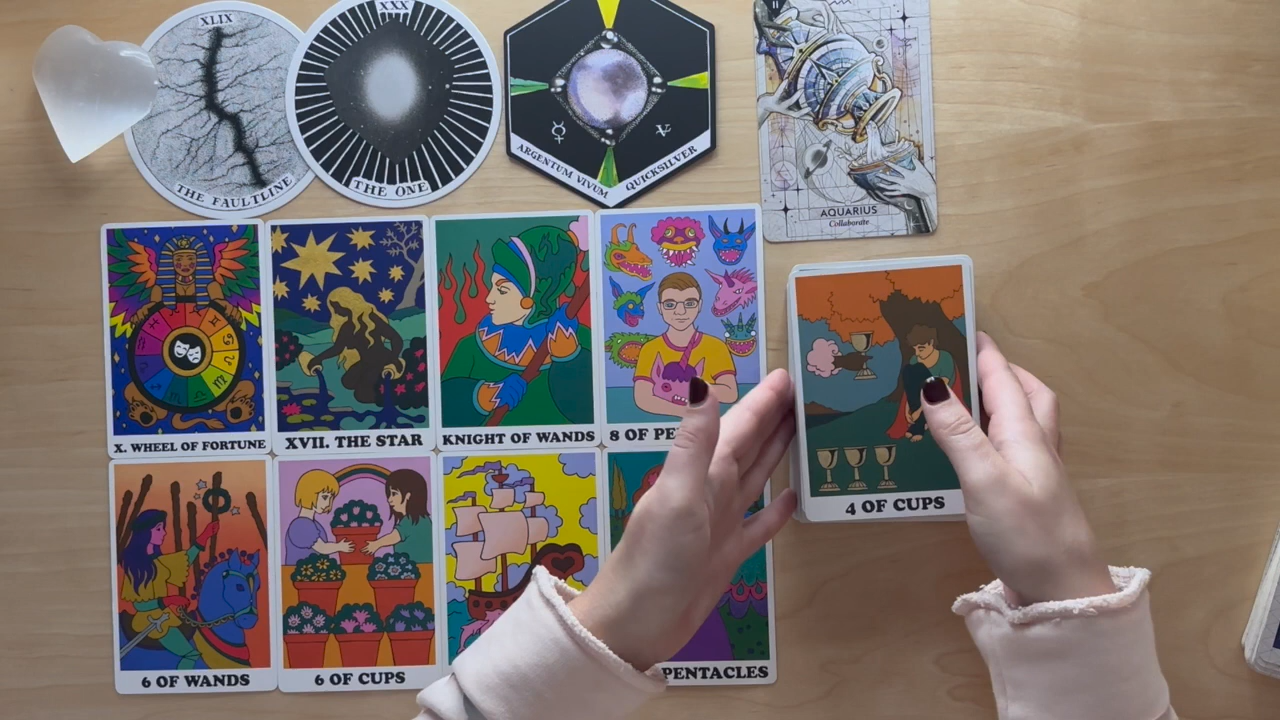 XLIX
THE FAULTLINE
XXX
THE ONE
ARGENTUM VIVUM
QUICKSILVER
II
AQUARIUS
Collaborate
X. WHEEL OF FORTUNE
XVII. THE STAR
KNIGHT OF WANDS
8 OF
4 OF CUPS
6 OF WANDS
6 OF CUPS
PENTACLES